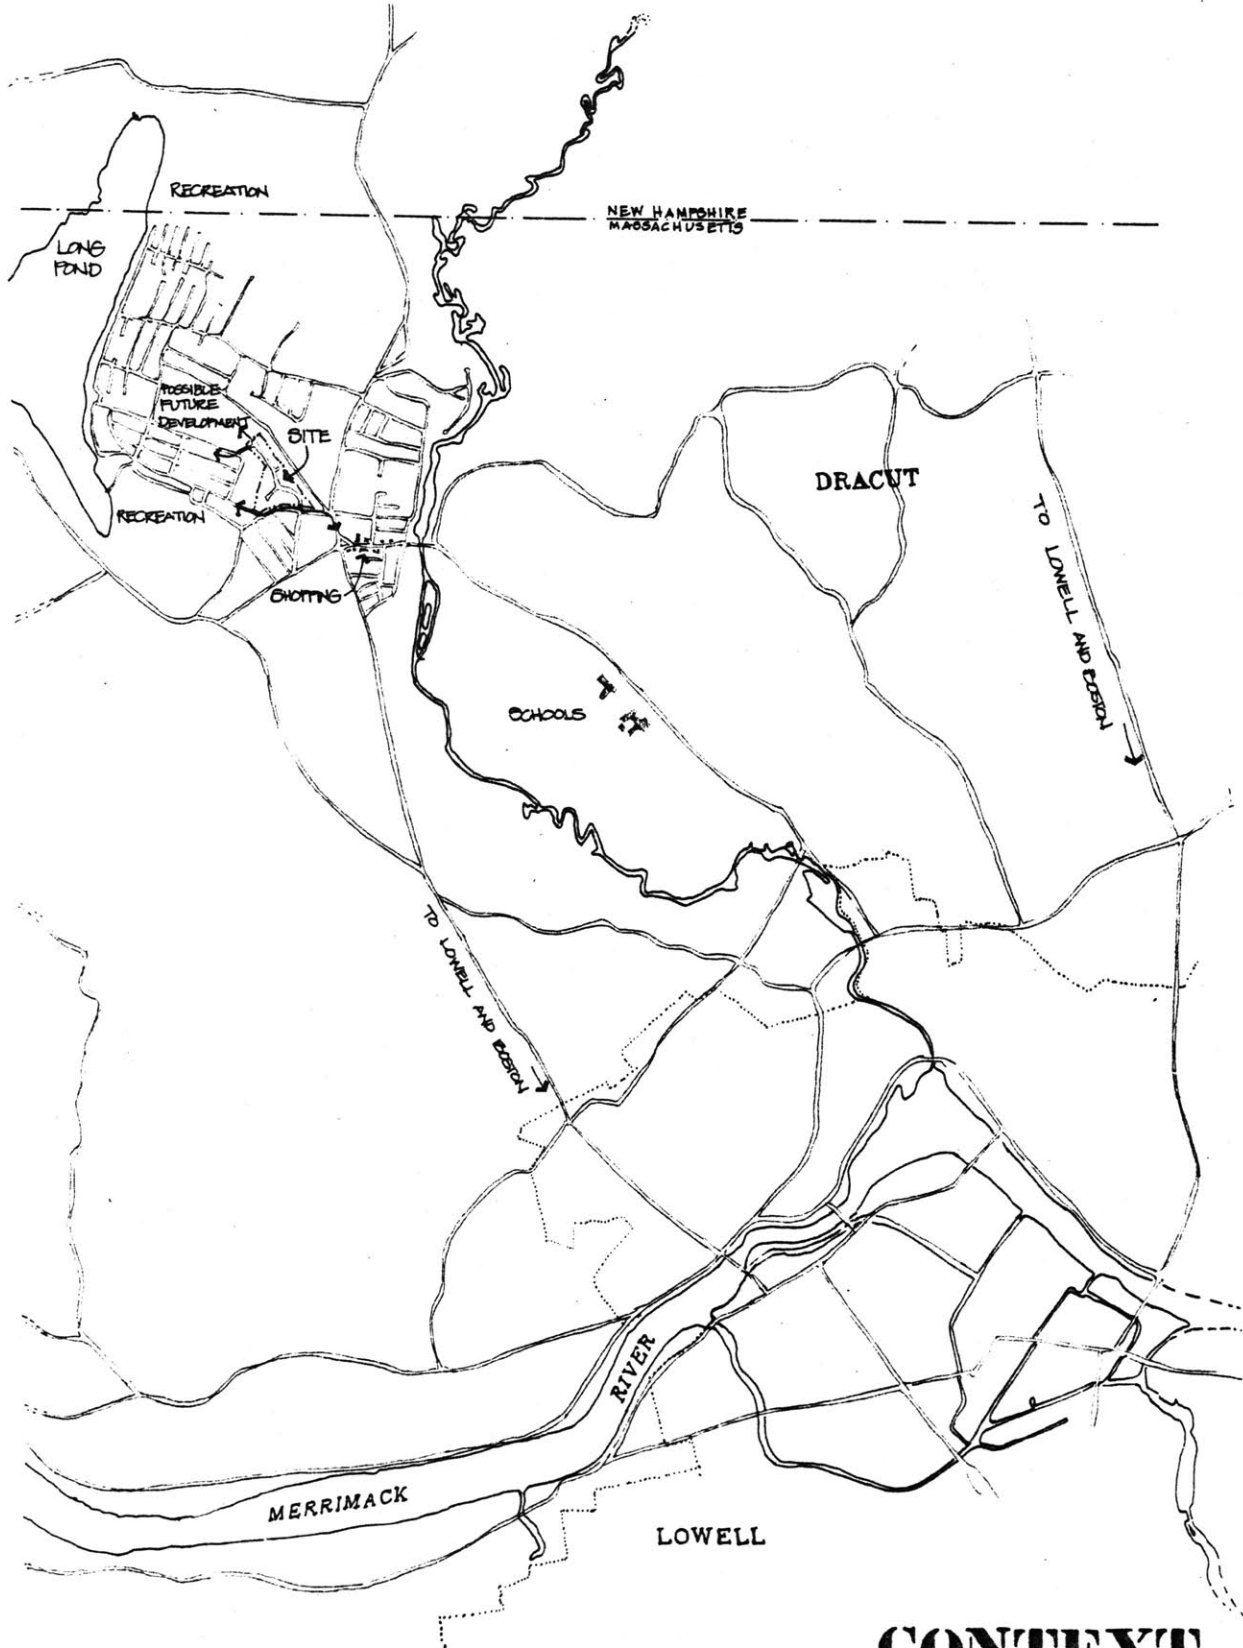 RECREATION
NEW HAMPSHIRE
MASSACHUSETTS
LONG
POND
POSSIBLE
FUTURE
DEVELOPMENT
SITE
DRACUT
RECREATION
TO LOWELL AND BOSTON
SHOPPING
SCHOOLS
TO LOWELL AND BOSTON
RIVER
MERRIMACK
LOWELL
CONTEXT